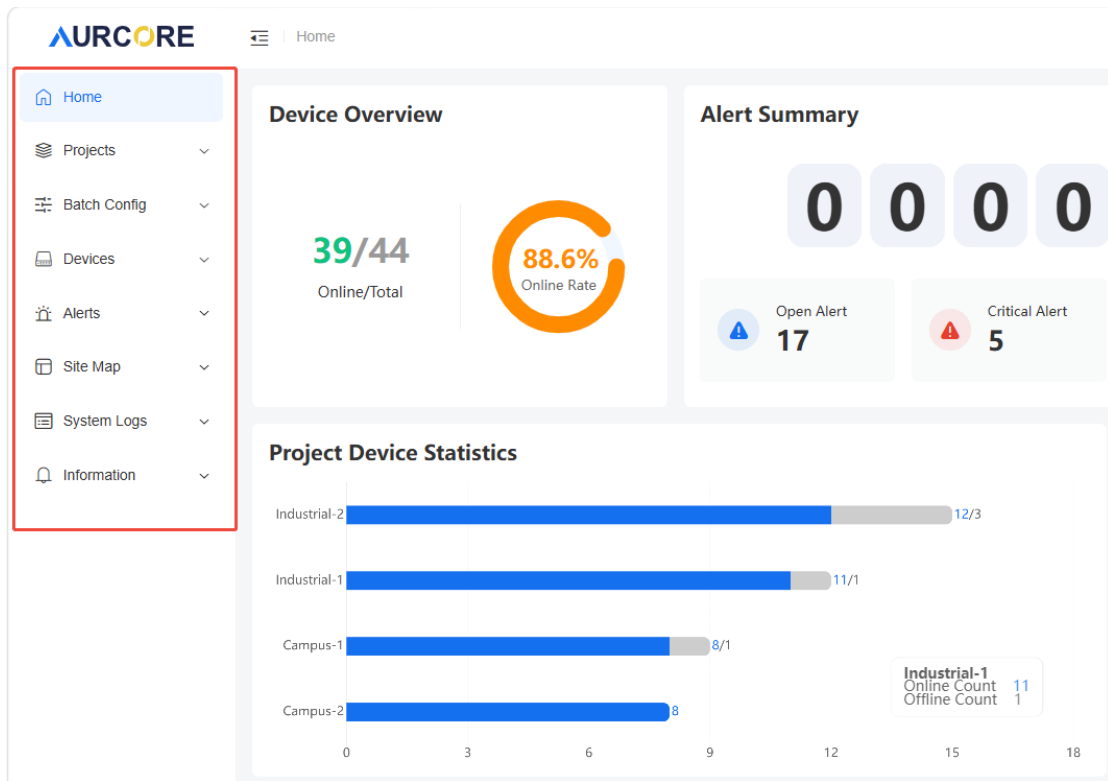 AURCORE
Home
Home
Projects
Batch Config
Devices
Alerts
Site Map
System Logs
Information
Device Overview
39/44
Online/Total
88.6%
Online Rate
Alert Summary
0 0 0 0
Open Alert
17
Critical Alert
5
Project Device Statistics
Industrial-2
12/3
Industrial-1
11/1
Campus-1
8/1
Campus-2
8
Industrial-1
Online Count 11
Offline Count 1
0 3 6 9 12 15 18